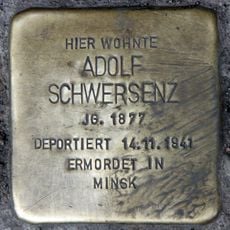 HIER WOHNTE
ADOLF
SCHWERSENZ
JG. 1877
DEPORTIERT 14.11.1941
ERMORDET IN
MINSK